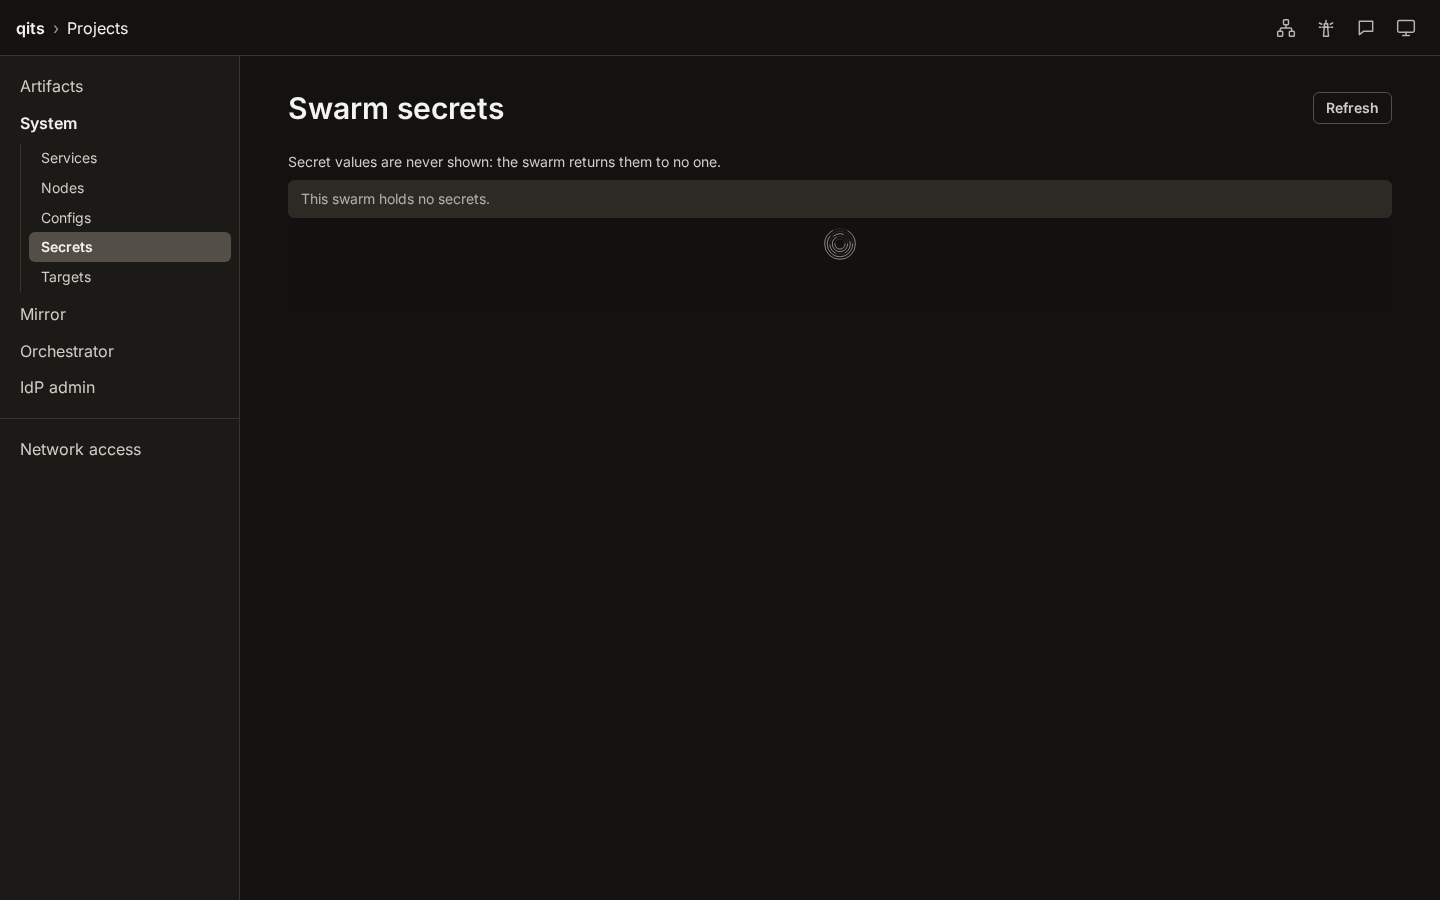 qits › Projects
Artifacts
System
Services
Nodes
Configs
Secrets
Targets
Mirror
Orchestrator
IdP admin
Network access
Swarm secrets
Refresh
Secret values are never shown: the swarm returns them to no one.
This swarm holds no secrets.